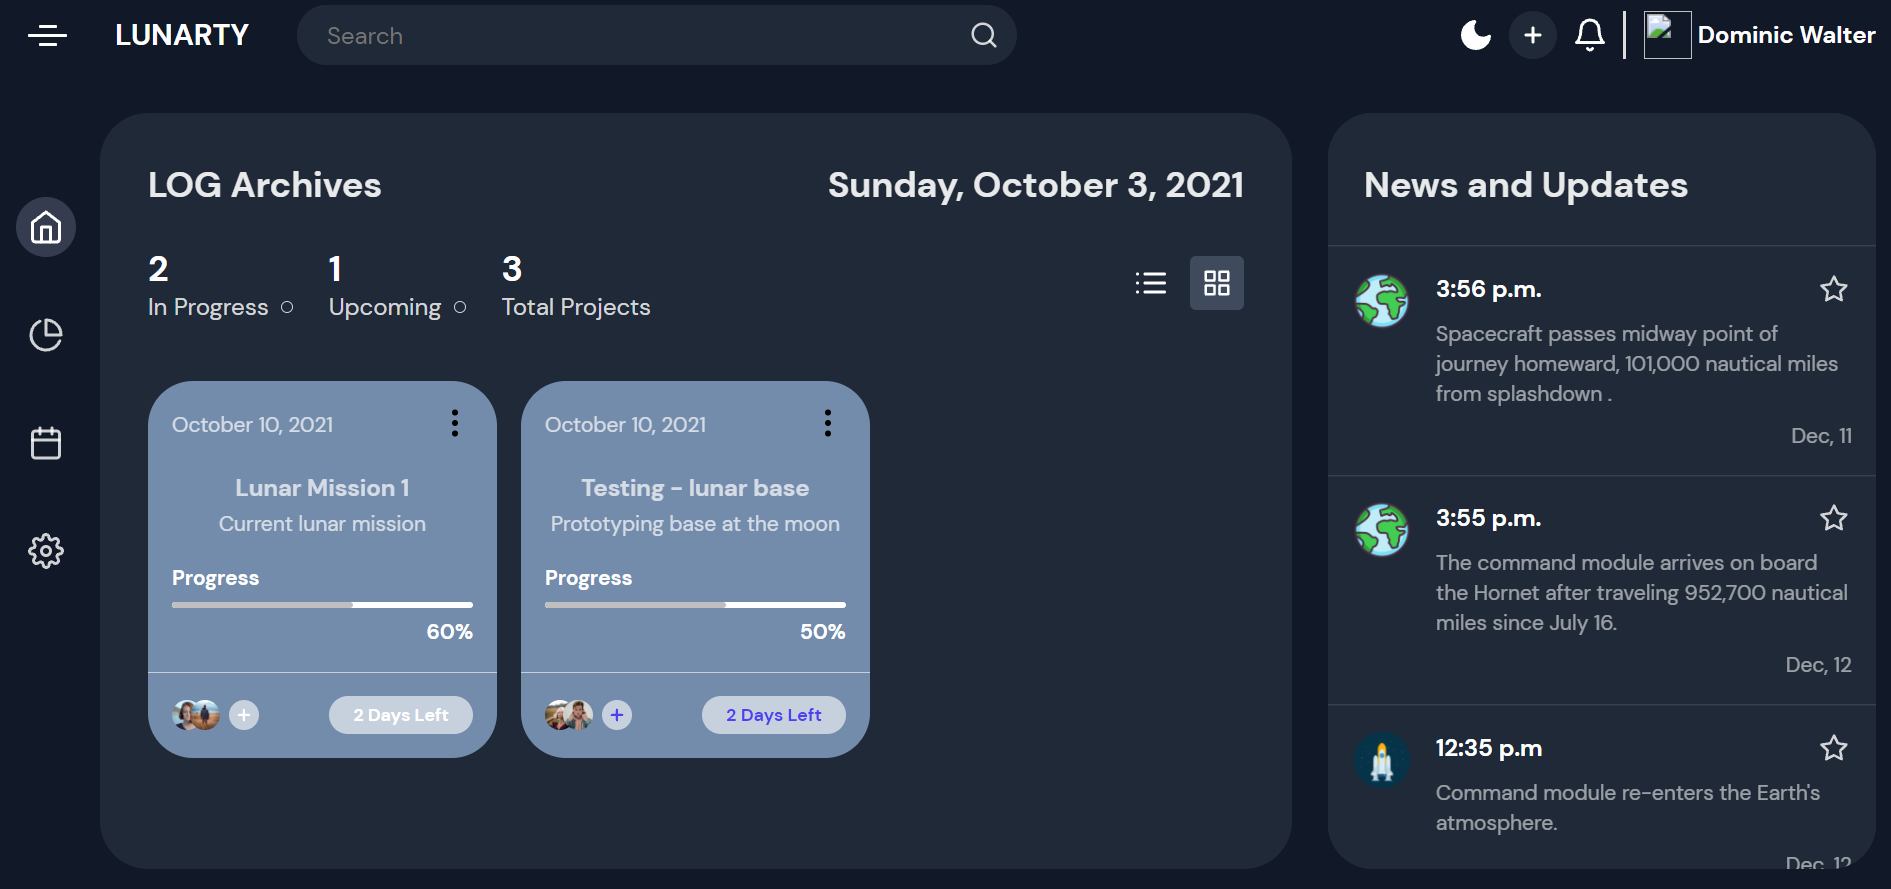 LUNARTY
Search
Dominic Walter
LOG Archives
Sunday, October 3, 2021
2
In Progress
1
Upcoming
3
Total Projects
October 10, 2021
Lunar Mission 1
Current lunar mission
Progress
60%
2 Days Left
October 10, 2021
Testing - lunar base
Prototyping base at the moon
Progress
50%
2 Days Left
News and Updates
3:56 p.m.
Spacecraft passes midway point of
journey homeward, 101,000 nautical miles
from splashdown .
Dec, 11
3:55 p.m.
The command module arrives on board
the Hornet after traveling 952,700 nautical
miles since July 16.
Dec, 12
12:35 p.m
Command module re-enters the Earth's
atmosphere.
Dec, 12